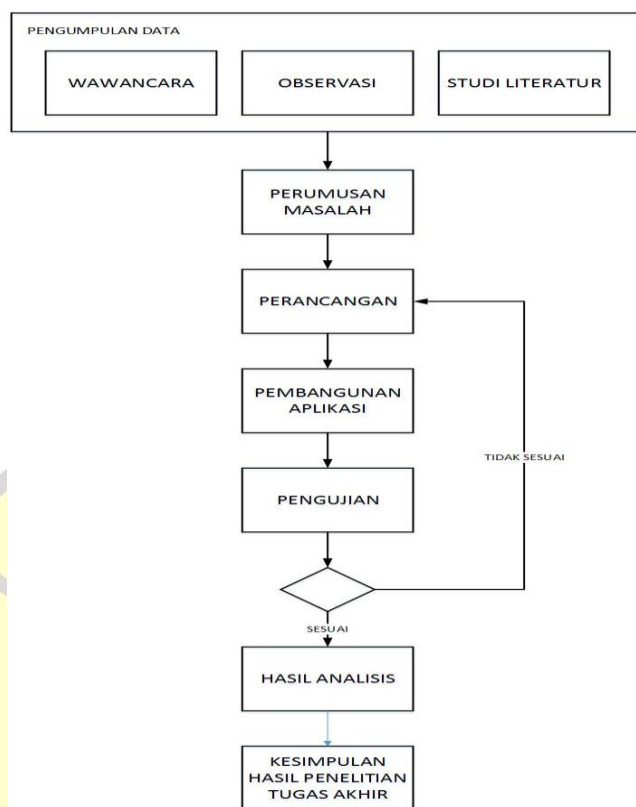 PENGUMPULAN DATA
WAWANCARA
OBSERVASI
STUDI LITERATUR
PERUMUSAN
MASALAH
PERANCANGAN
PEMBANGUNAN
APLIKASI
TIDAK SESUAI
PENGUJIAN
SESUAI
HASIL ANALISIS
KESIMPULAN
HASIL PENELITIAN
TUGAS AKHIR